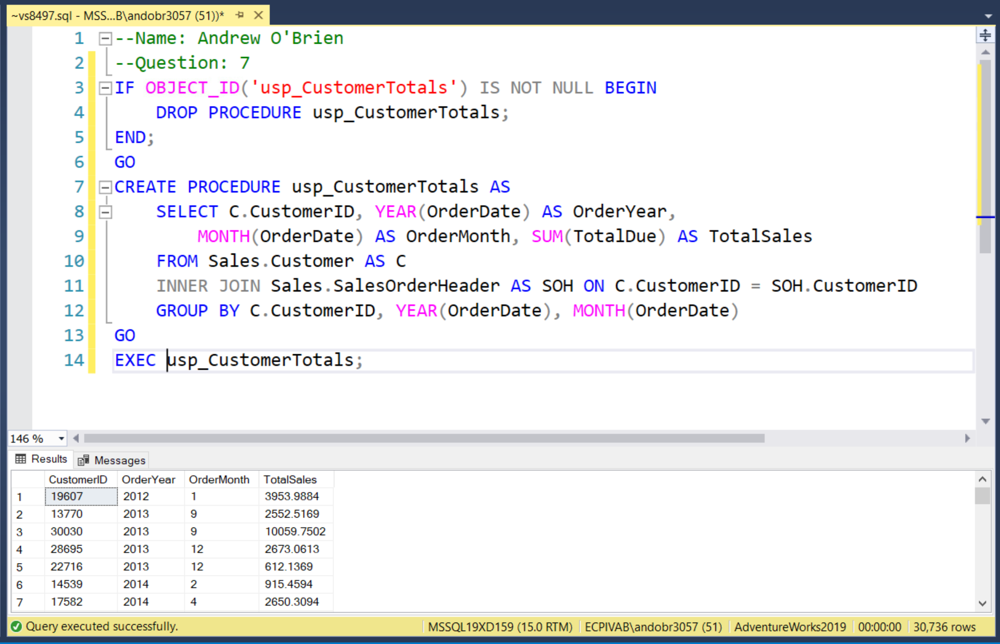 ~vs8497.sql - MSS...B\andobr3057 (51))*
1 --Name: Andrew O'Brien
2 --Question: 7
3 IF OBJECT_ID('usp_CustomerTotals') IS NOT NULL BEGIN
4 DROP PROCEDURE usp_CustomerTotals;
5 END;
6 GO
7 CREATE PROCEDURE usp_CustomerTotals AS
8 SELECT C.CustomerID, YEAR(OrderDate) AS OrderYear,
9 MONTH(OrderDate) AS OrderMonth, SUM(TotalDue) AS TotalSales
10 FROM Sales.Customer AS C
11 INNER JOIN Sales.SalesOrderHeader AS SOH ON C.CustomerID = SOH.CustomerID
12 GROUP BY C.CustomerID, YEAR(OrderDate), MONTH(OrderDate)
13 GO
14 EXEC usp_CustomerTotals;
146 %
Results Messages
CustomerID OrderYear OrderMonth TotalSales
1 19607 2012 1 3953.9884
2 13770 2013 9 2552.5169
3 30030 2013 9 10059.7502
4 28695 2013 12 2673.0613
5 22716 2013 12 612.1369
6 14539 2014 2 915.4594
7 17582 2014 4 2650.3094
Query executed successfully. MSSQL19XD159 (15.0 RTM) ECPIVAB\andobr3057 (51) AdventureWorks2019 00:00:00 30,736 rows